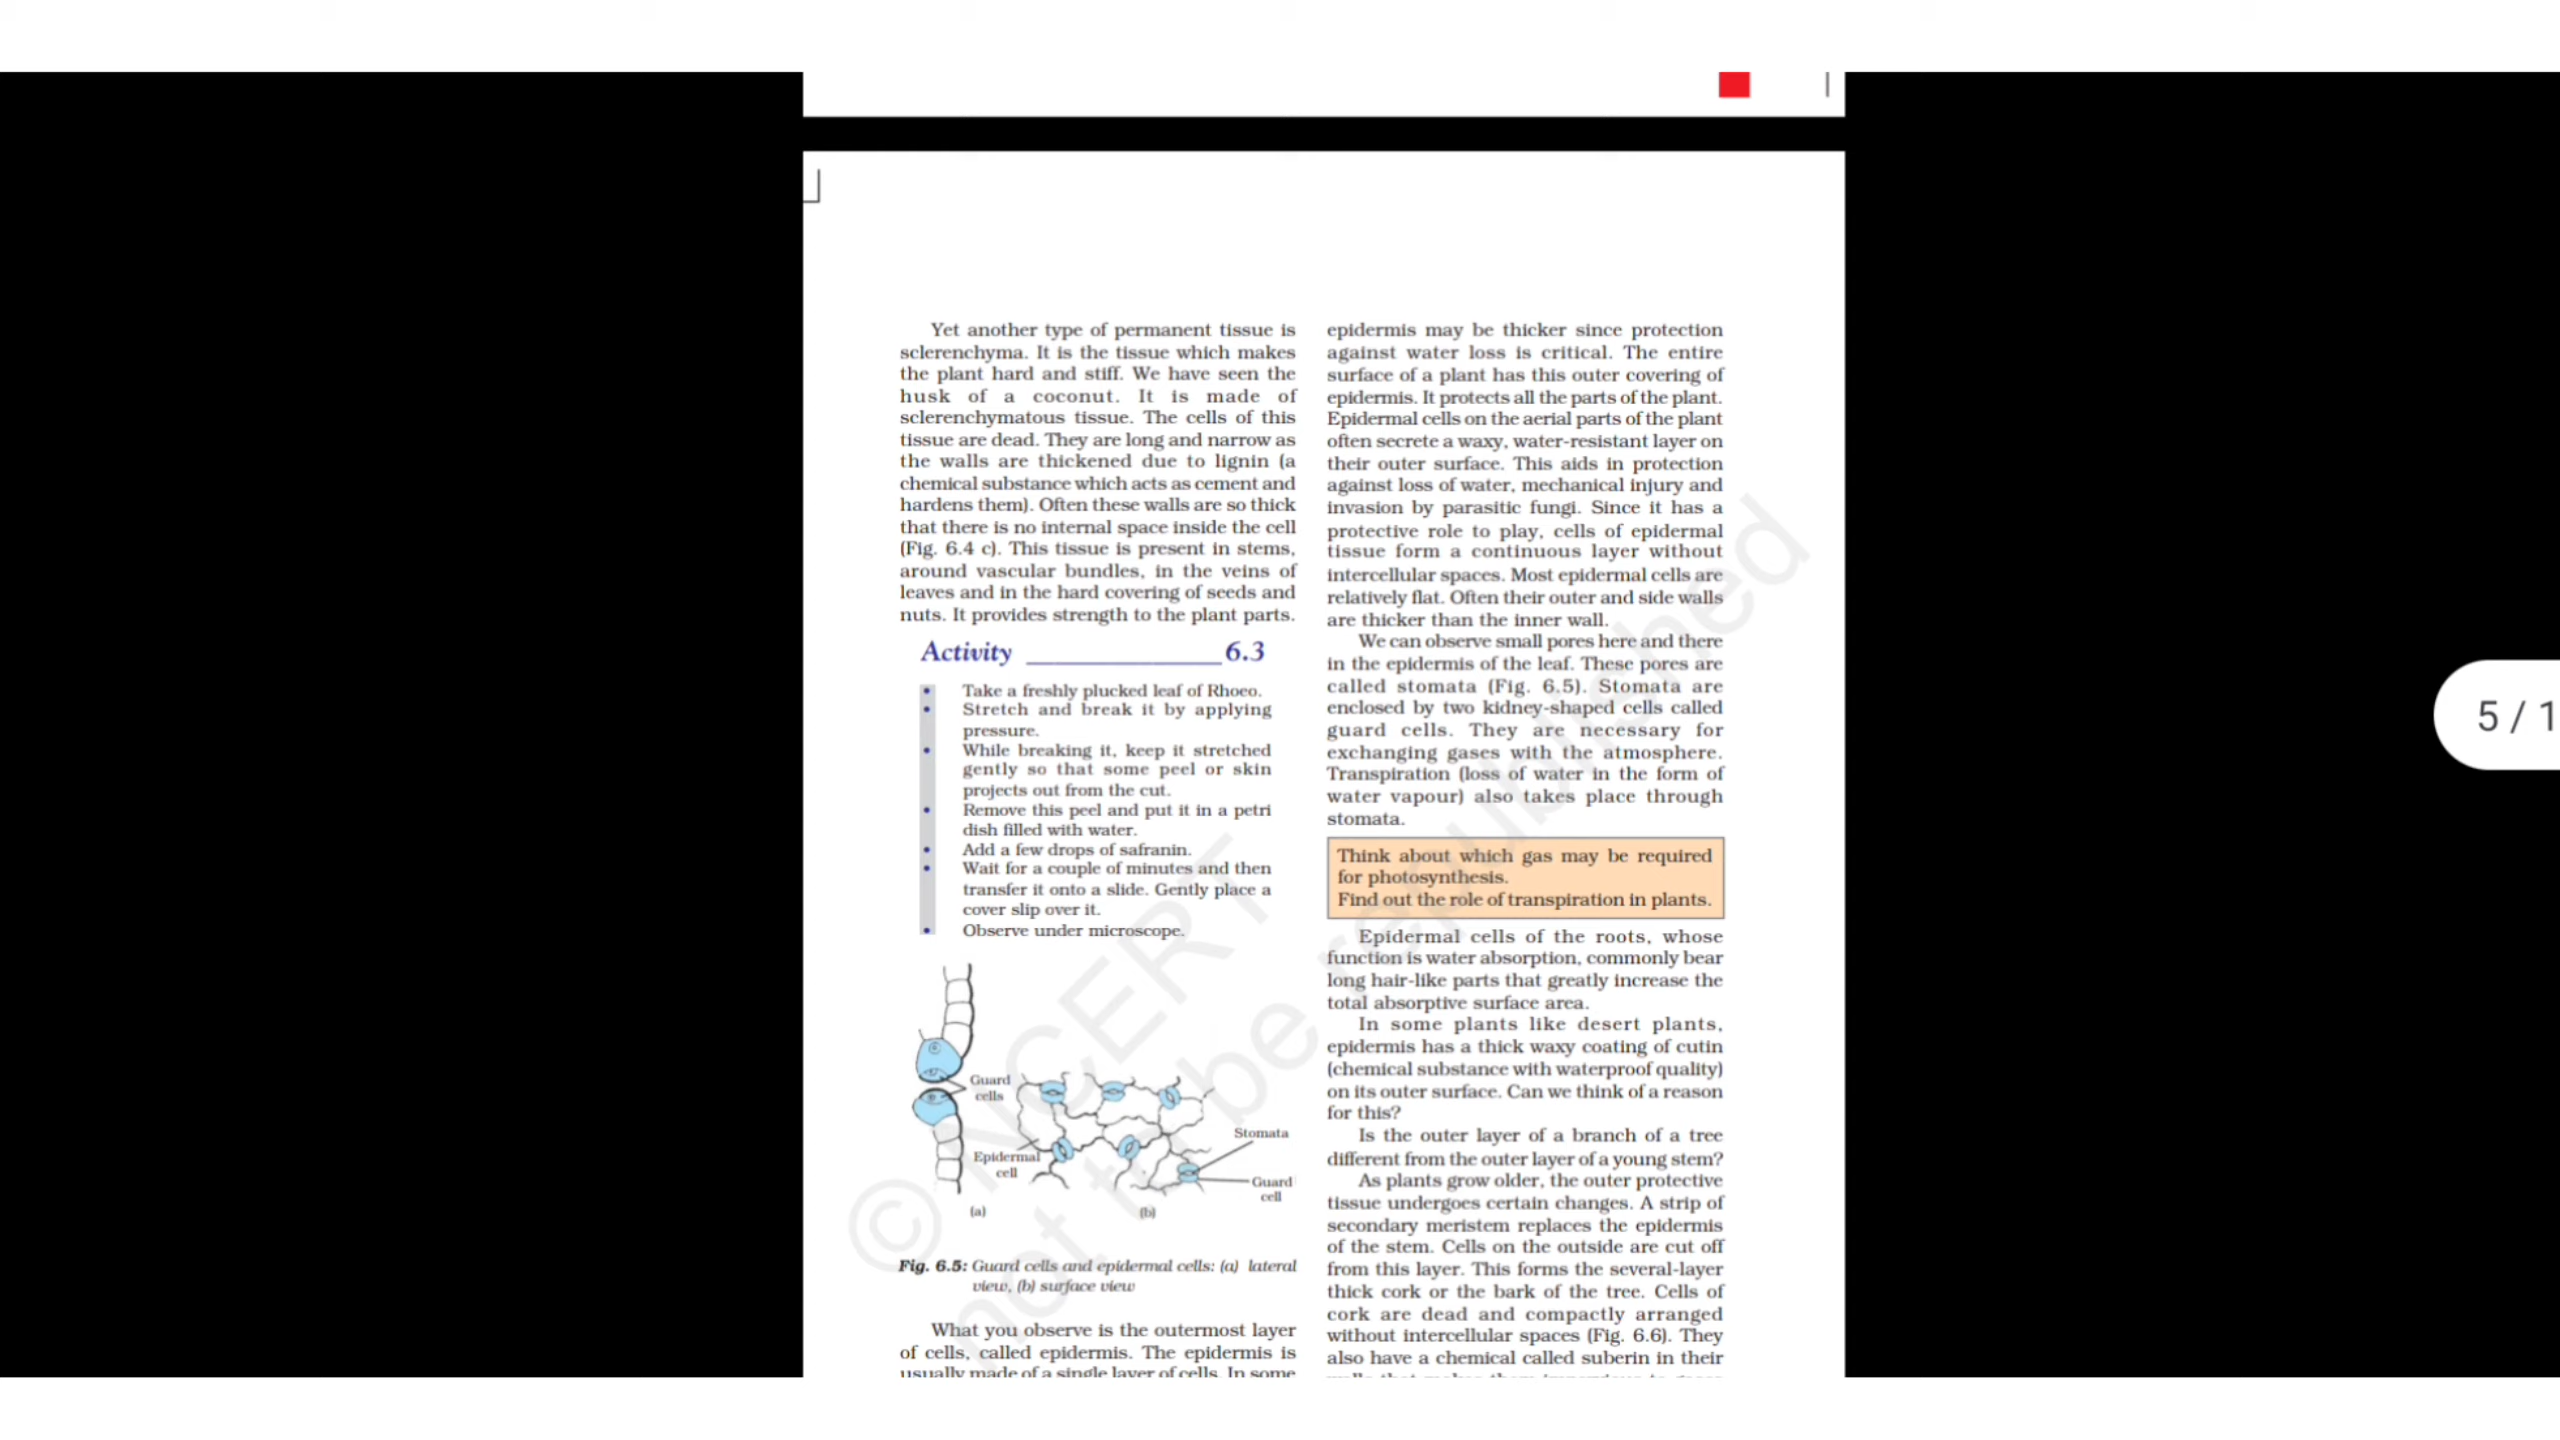 Yet another type of permanent tissue is
sclerenchyma. It is the tissue which makes
the plant hard and stiff. We have seen the
husk of a coconut. It is made of
sclerenchymatous tissue. The cells of this
tissue are dead. They are long and narrow as
the walls are thickened due to lignin (a
chemical substance which acts as cement and
hardens them). Often these walls are so thick
that there is no internal space inside the cell
(Fig. 6.4 c). This tissue is present in stems,
around vascular bundles, in the veins of
leaves and in the hard covering of seeds and
nuts. It provides strength to the plant parts.
Activity 6.3
• Take a freshly plucked leaf of Rhoeo.
• Stretch and break it by applying
pressure.
• While breaking it, keep it stretched
gently so that some peel or skin
projects out from the cut.
• Remove this peel and put it in a petri
dish filled with water.
• Add a few drops of safranin.
• Wait for a couple of minutes and then
transfer it onto a slide. Gently place a
cover slip over it.
• Observe under microscope.
Guard
cells
Epidermal
cell
Stomata
Guard
cell
(a)
(b)
Fig. 6.5: Guard cells and epidermal cells: (a) lateral
view, (b) surface view
What you observe is the outermost layer
of cells, called epidermis. The epidermis is
usually made of a single layer of cells. In some
epidermis may be thicker since protection
against water loss is critical. The entire
surface of a plant has this outer covering of
epidermis. It protects all the parts of the plant.
Epidermal cells on the aerial parts of the plant
often secrete a waxy, water-resistant layer on
their outer surface. This aids in protection
against loss of water, mechanical injury and
invasion by parasitic fungi. Since it has a
protective role to play, cells of epidermal
tissue form a continuous layer without
intercellular spaces. Most epidermal cells are
relatively flat. Often their outer and side walls
are thicker than the inner wall.
We can observe small pores here and there
in the epidermis of the leaf. These pores are
called stomata (Fig. 6.5). Stomata are
enclosed by two kidney-shaped cells called
guard cells. They are necessary for
exchanging gases with the atmosphere.
Transpiration (loss of water in the form of
water vapour) also takes place through
stomata.
Think about which gas may be required
for photosynthesis.
Find out the role of transpiration in plants.
Epidermal cells of the roots, whose
function is water absorption, commonly bear
long hair-like parts that greatly increase the
total absorptive surface area.
In some plants like desert plants,
epidermis has a thick waxy coating of cutin
(chemical substance with waterproof quality)
on its outer surface. Can we think of a reason
for this?
Is the outer layer of a branch of a tree
different from the outer layer of a young stem?
As plants grow older, the outer protective
tissue undergoes certain changes. A strip of
secondary meristem replaces the epidermis
of the stem. Cells on the outside are cut off
from this layer. This forms the several-layer
thick cork or the bark of the tree. Cells of
cork are dead and compactly arranged
without intercellular spaces (Fig. 6.6). They
also have a chemical called suberin in their
© NCERT
not to be republished
5 / 1